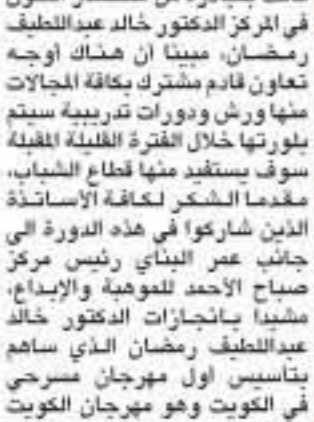 في المركز الدكتور خالد عبداللطيف
رمضان، مبينا أن هناك أوجه
تعاون قادم مشترك بكافة المجالات
منها ورش ودورات تدريبية سيتم
بلورتها خلال الفترة القليلة المقبلة
سوف يستفيد منها قطاع الشباب،
مقدما الشكر لكافة الأساتذة
الذين شاركوا في هذه الدورة الى
جانب عمر البناي رئيس مركز
صباح الأحمد للموهبة والإبداع،
مشيدا بانجازات الدكتور خالد
عبداللطيف رمضان الذي ساهم
بتأسيس اول مهرجان مسرحي
في الكويت وهو مهرجان الكويت